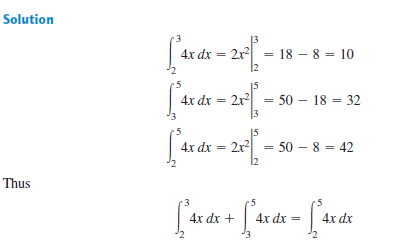 Solution
∫₂³ 4x dx = 2x²|₂³ = 18 − 8 = 10
∫₃⁵ 4x dx = 2x²|₃⁵ = 50 − 18 = 32
∫₂⁵ 4x dx = 2x²|₂⁵ = 50 − 8 = 42
Thus
∫₂³ 4x dx + ∫₃⁵ 4x dx = ∫₂⁵ 4x dx